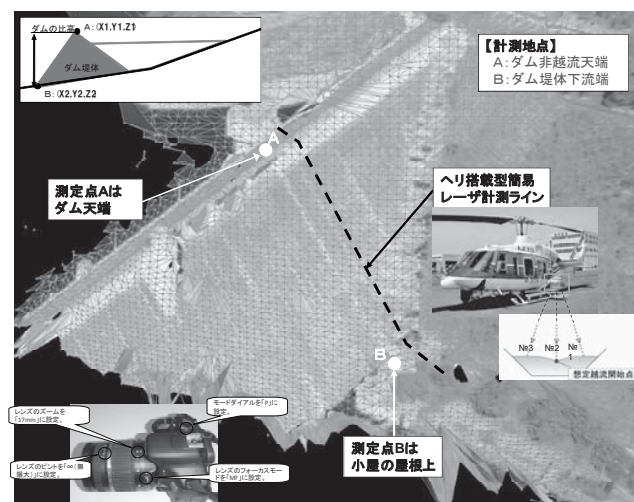 ダムの比高
A:(X1,Y1,Z1)
ダム堤体
B:(X2,Y2,Z2)
【計測地点】
A:ダム非越流天端
B:ダム堤体下流端
A
測定点Aは
ダム天端
ヘリ搭載型簡易
レーザ計測ライン
№3 №2 №1
想定越流開始点
B
測定点Bは
小屋の屋根上
モードダイアルを「P」に
設定。
レンズのズームを
「17mm」に設定。
レンズのピントを「∞(無
限大)」に設定。
レンズのフォーカスモー
ドを「MF」に設定。